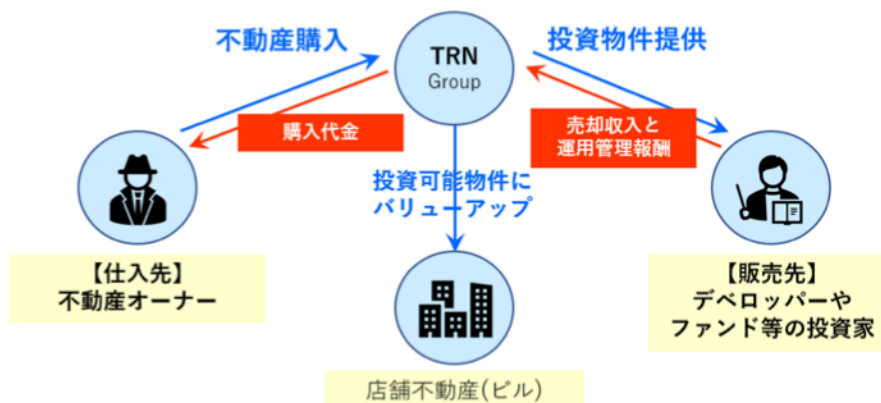 不動産購入
TRN
Group
投資物件提供
購入代金
売却収入と
運用管理報酬
投資可能物件に
バリューアップ
【仕入先】
不動産オーナー
【販売先】
デベロッパーや
ファンド等の投資家
店舗不動産(ビル)